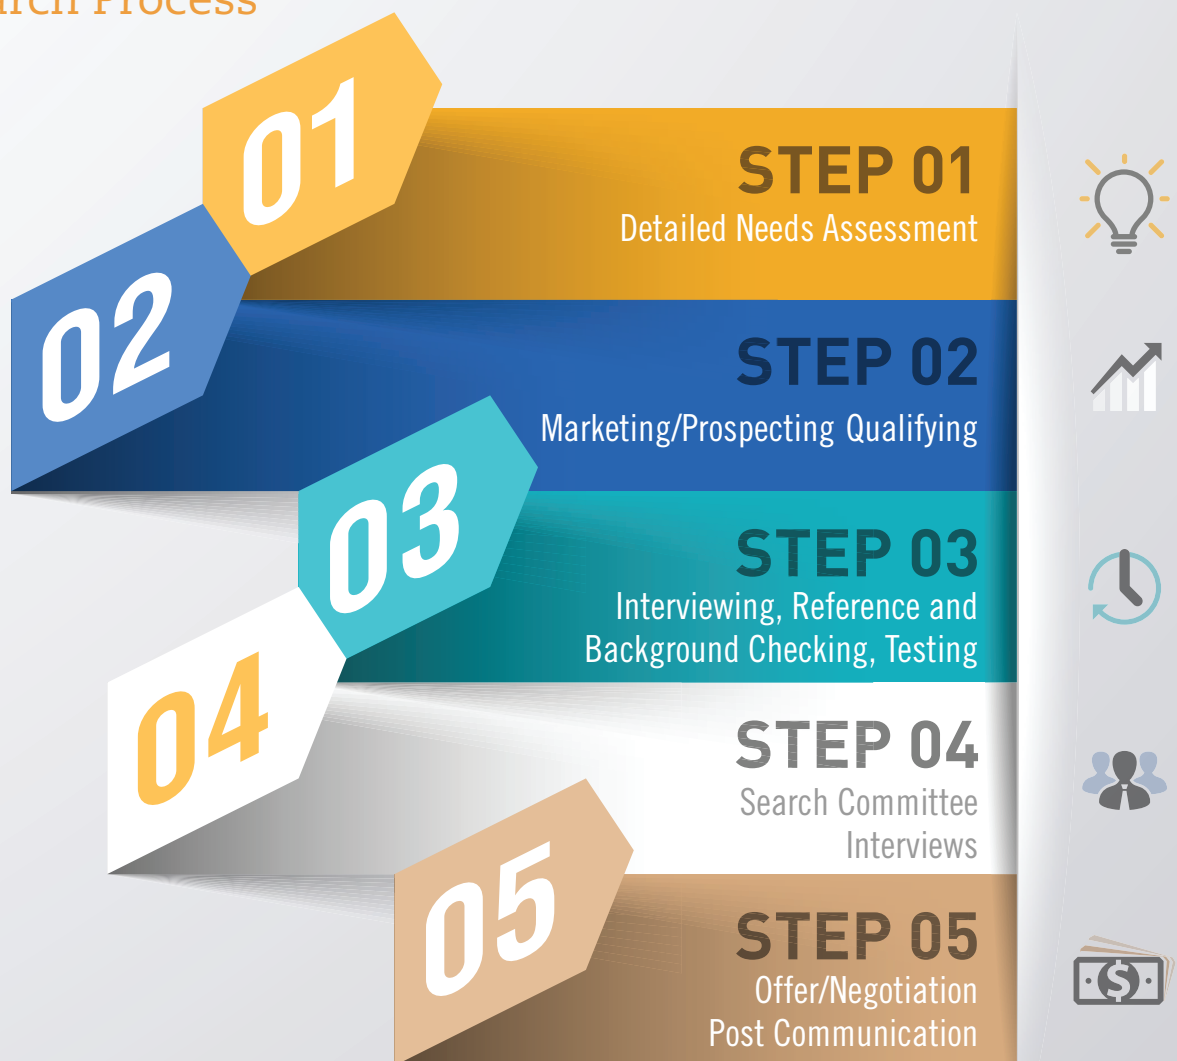 Process
01
STEP 01
Detailed Needs Assessment
02
STEP 02
Marketing/Prospecting Qualifying
03
STEP 03
Interviewing, Reference and
Background Checking, Testing
04
STEP 04
Search Committee
Interviews
05
STEP 05
Offer/Negotiation
Post Communication
$